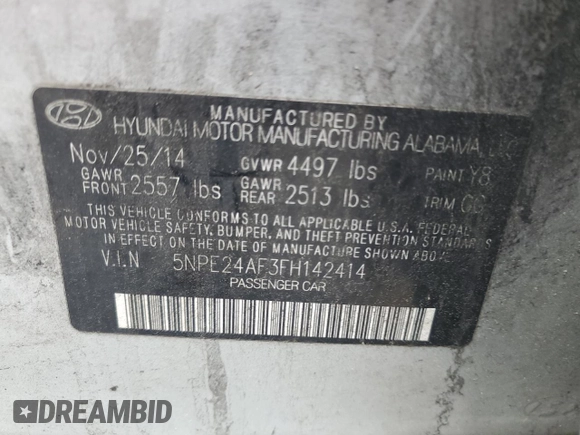 MANUFACTURED BY
HYUNDAI MOTOR MANUFACTURING ALABAMA, LLC
Nov/25/14 GVWR 4497 lbs PAINT Y8
GAWR FRONT 2557 lbs GAWR REAR 2513 lbs TRIM
THIS VEHICLE CONFORMS TO ALL APPLICABLE U.S.A. FEDERAL
MOTOR VEHICLE SAFETY, BUMPER, AND THEFT PREVENTION STANDARDS
IN EFFECT ON THE DATE OF MANUFACTURE SHOWN ABOVE
V.I.N 5NPE24AF3FH142414
PASSENGER CAR
DREAMBID